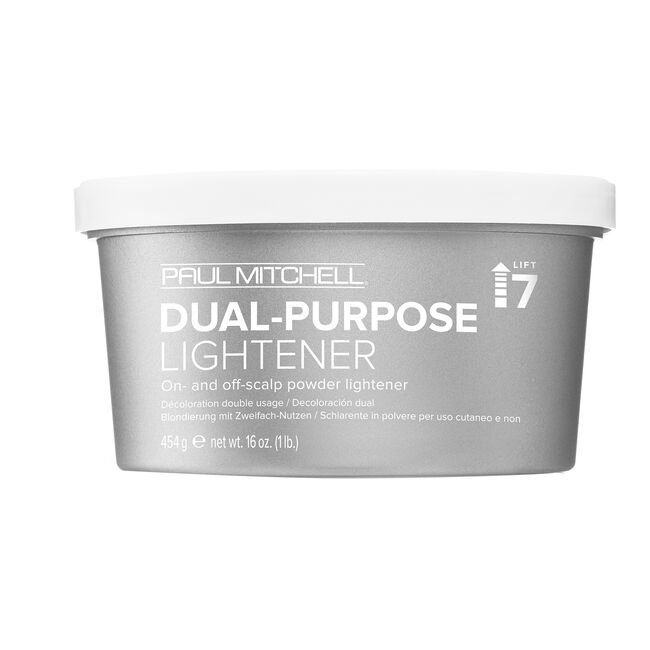 PAUL MITCHELL®
LIFT
7
DUAL-PURPOSE
LIGHTENER
On- and off-scalp powder lightener
Décoloration double usage / Decoloración dual
Blondierung mit Zweifach-Nutzen / Schiarente in polvere per uso cutaneo e non
454 g ℮ net wt. 16 oz. (1 lb.)